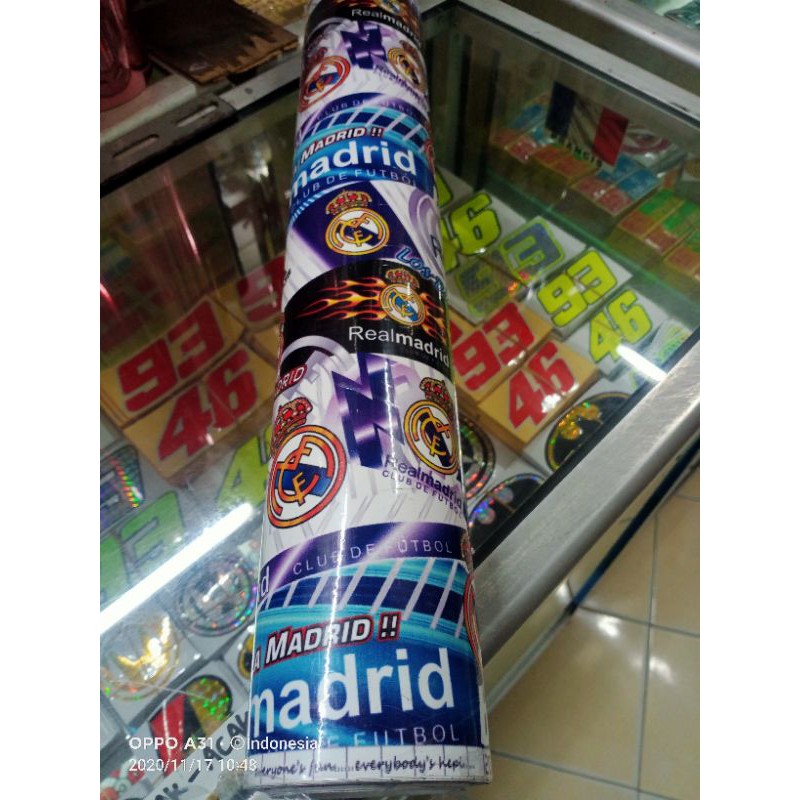 Realmadrid
CLUB DE FUTBOL
A MADRID !!
madrid
CLUB DE FUTBOL
Realmadrid
Realmadrid
CLUB DE FUTBOL
CLUB DE FUTBOL
A MADRID !!
madrid
FUTBOL
everybody's
93
46
93
46
46
93
46
93
46
OPPO A31 · © Indonesia
2020/11/17 10:48